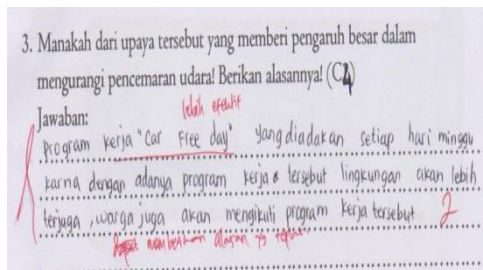 3. Manakah dari upaya tersebut yang memberi pengaruh besar dalam
mengurangi pencemaran udara! Berikan alasannya! (C4)
Jawaban:
lebih efektif
Program kerja "Car Free day" yang diadakan setiap hari minggu
karna dengan adanya program kerja tersebut lingkungan akan lebih
terjaga, warga juga akan mengikuti program kerja tersebut 2
memberikan alasan yg tepat